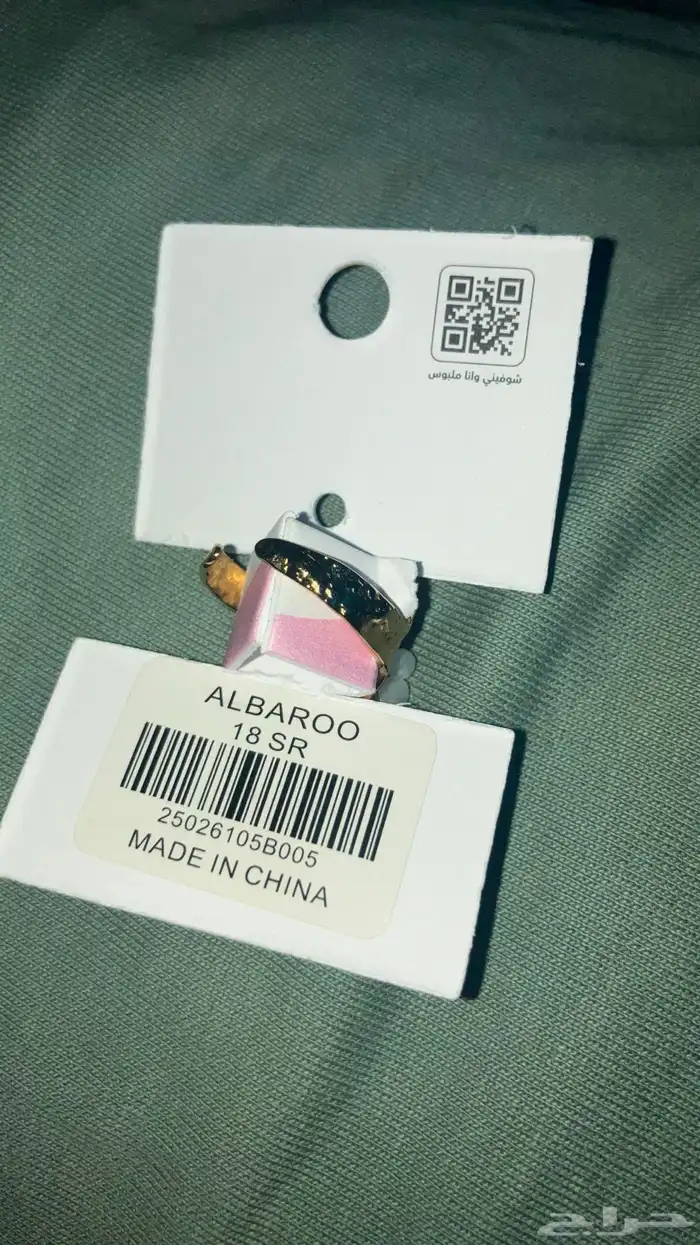 شوفيني وانا ملبوس
ALBAROO
18 SR
25026105B005
MADE IN CHINA
حراج